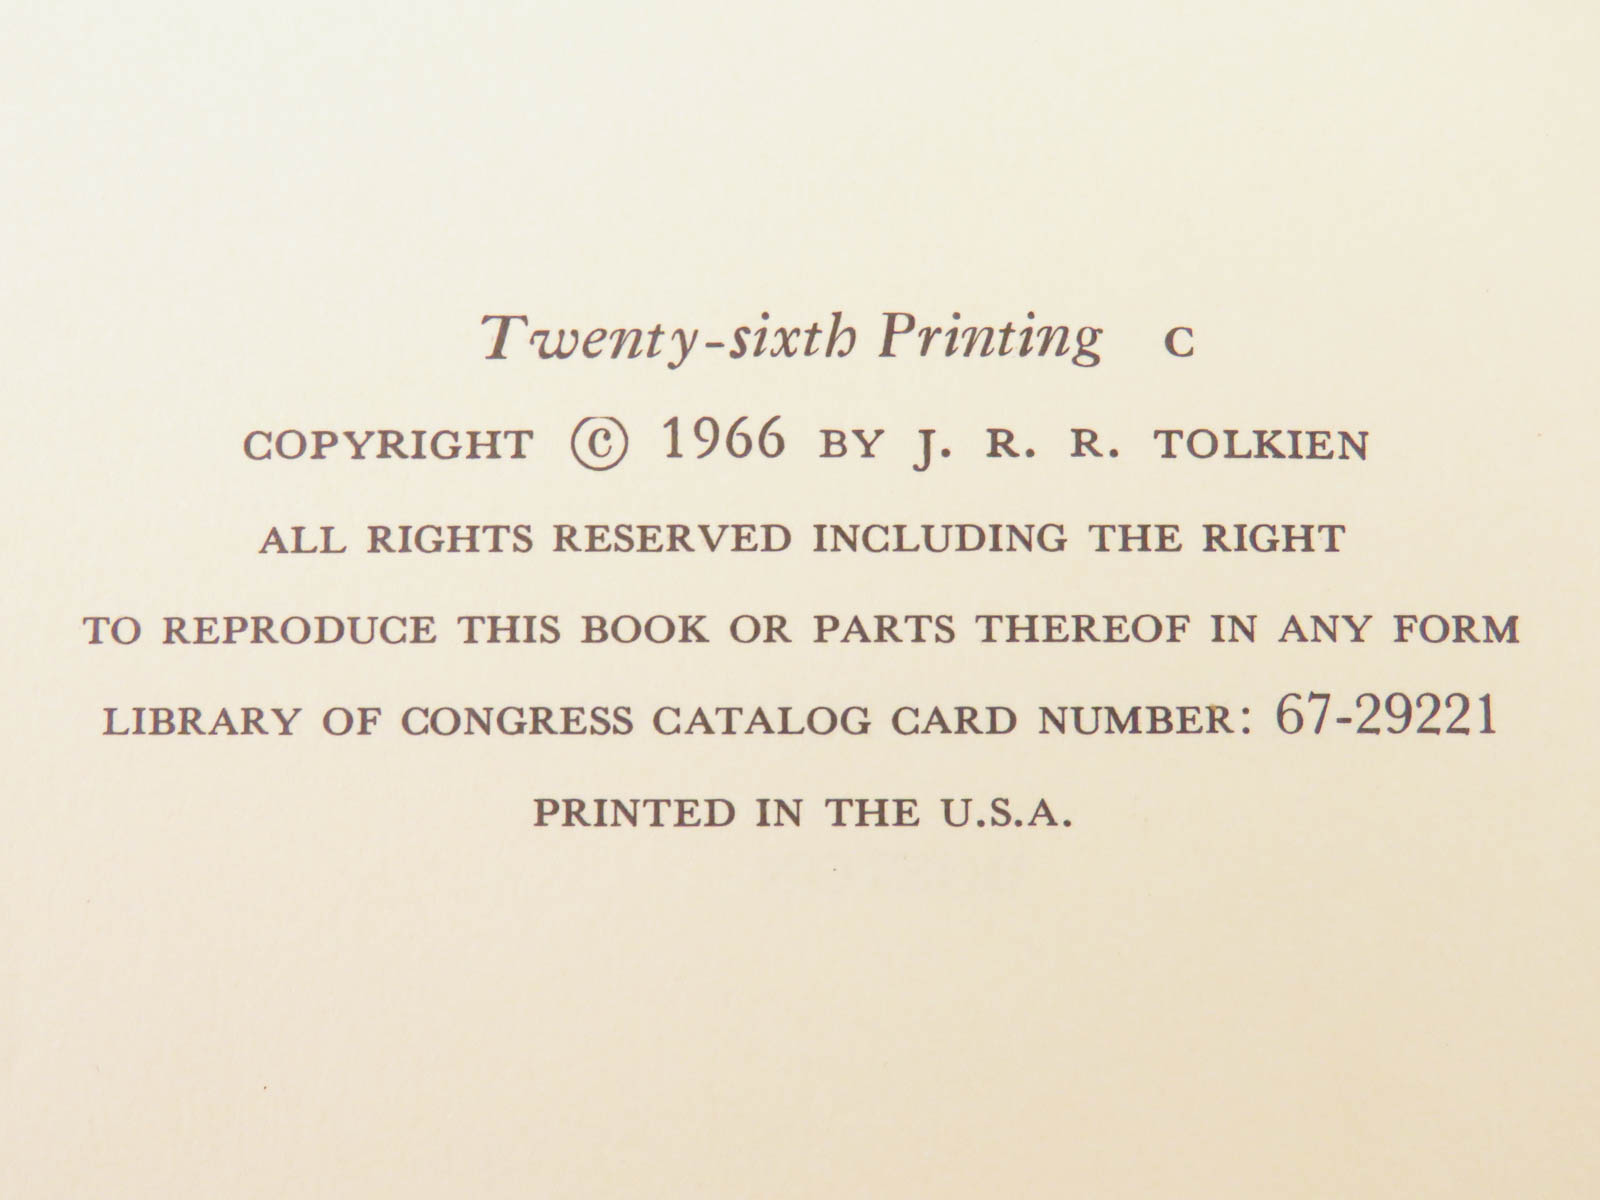 Twenty-sixth Printing C
COPYRIGHT © 1966 BY J. R. R. TOLKIEN
ALL RIGHTS RESERVED INCLUDING THE RIGHT
TO REPRODUCE THIS BOOK OR PARTS THEREOF IN ANY FORM
LIBRARY OF CONGRESS CATALOG CARD NUMBER: 67-29221
PRINTED IN THE U.S.A.